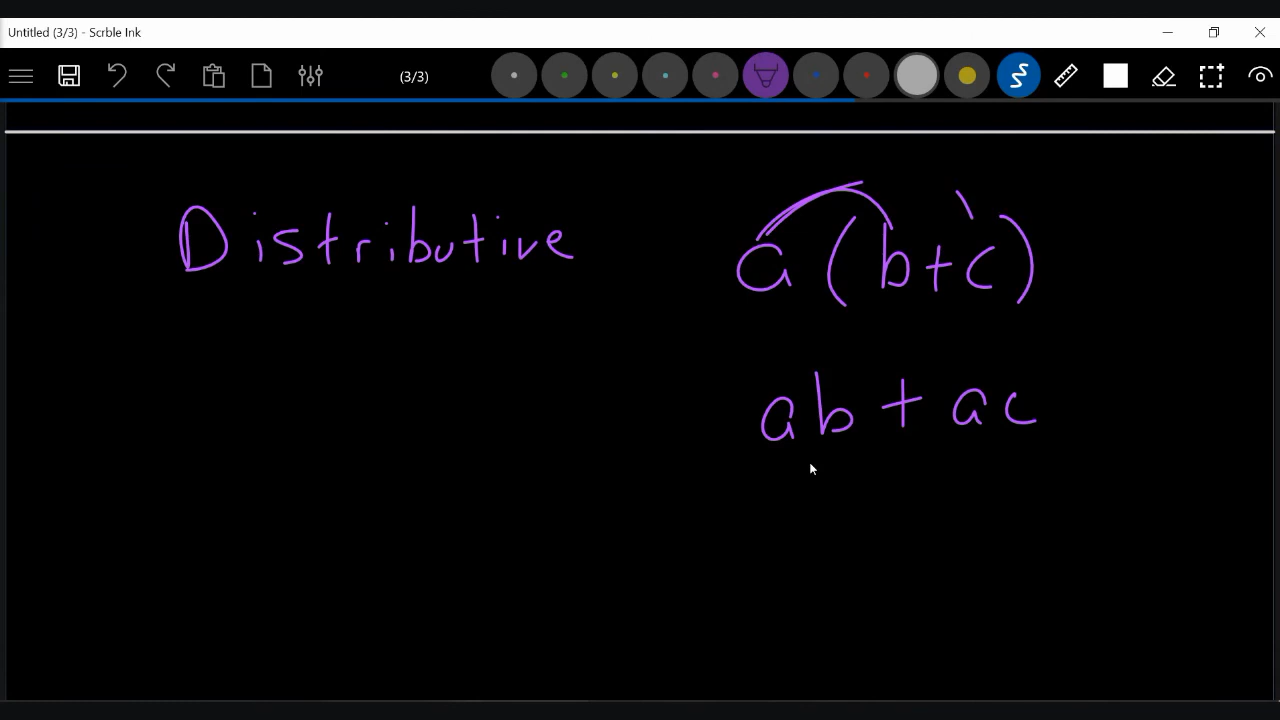 Untitled (3/3) - Scrble Ink
(3/3)
Distributive a(b+c)
ab + ac